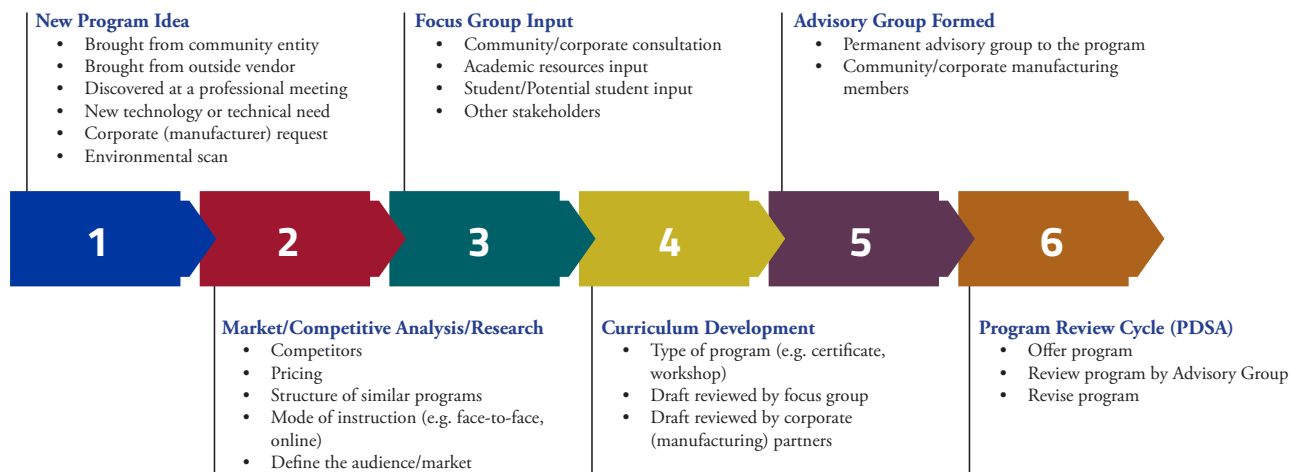 New Program Idea
• Brought from community entity
• Brought from outside vendor
• Discovered at a professional meeting
• New technology or technical need
• Corporate (manufacturer) request
• Environmental scan
Focus Group Input
• Community/corporate consultation
• Academic resources input
• Student/Potential student input
• Other stakeholders
Advisory Group Formed
• Permanent advisory group to the program
• Community/corporate manufacturing
members
1
2
3
4
5
6
Market/Competitive Analysis/Research
• Competitors
• Pricing
• Structure of similar programs
• Mode of instruction (e.g. face-to-face,
online)
• Define the audience/market
Curriculum Development
• Type of program (e.g. certificate,
workshop)
• Draft reviewed by focus group
• Draft reviewed by corporate
(manufacturing) partners
Program Review Cycle (PDSA)
• Offer program
• Review program by Advisory Group
• Revise program